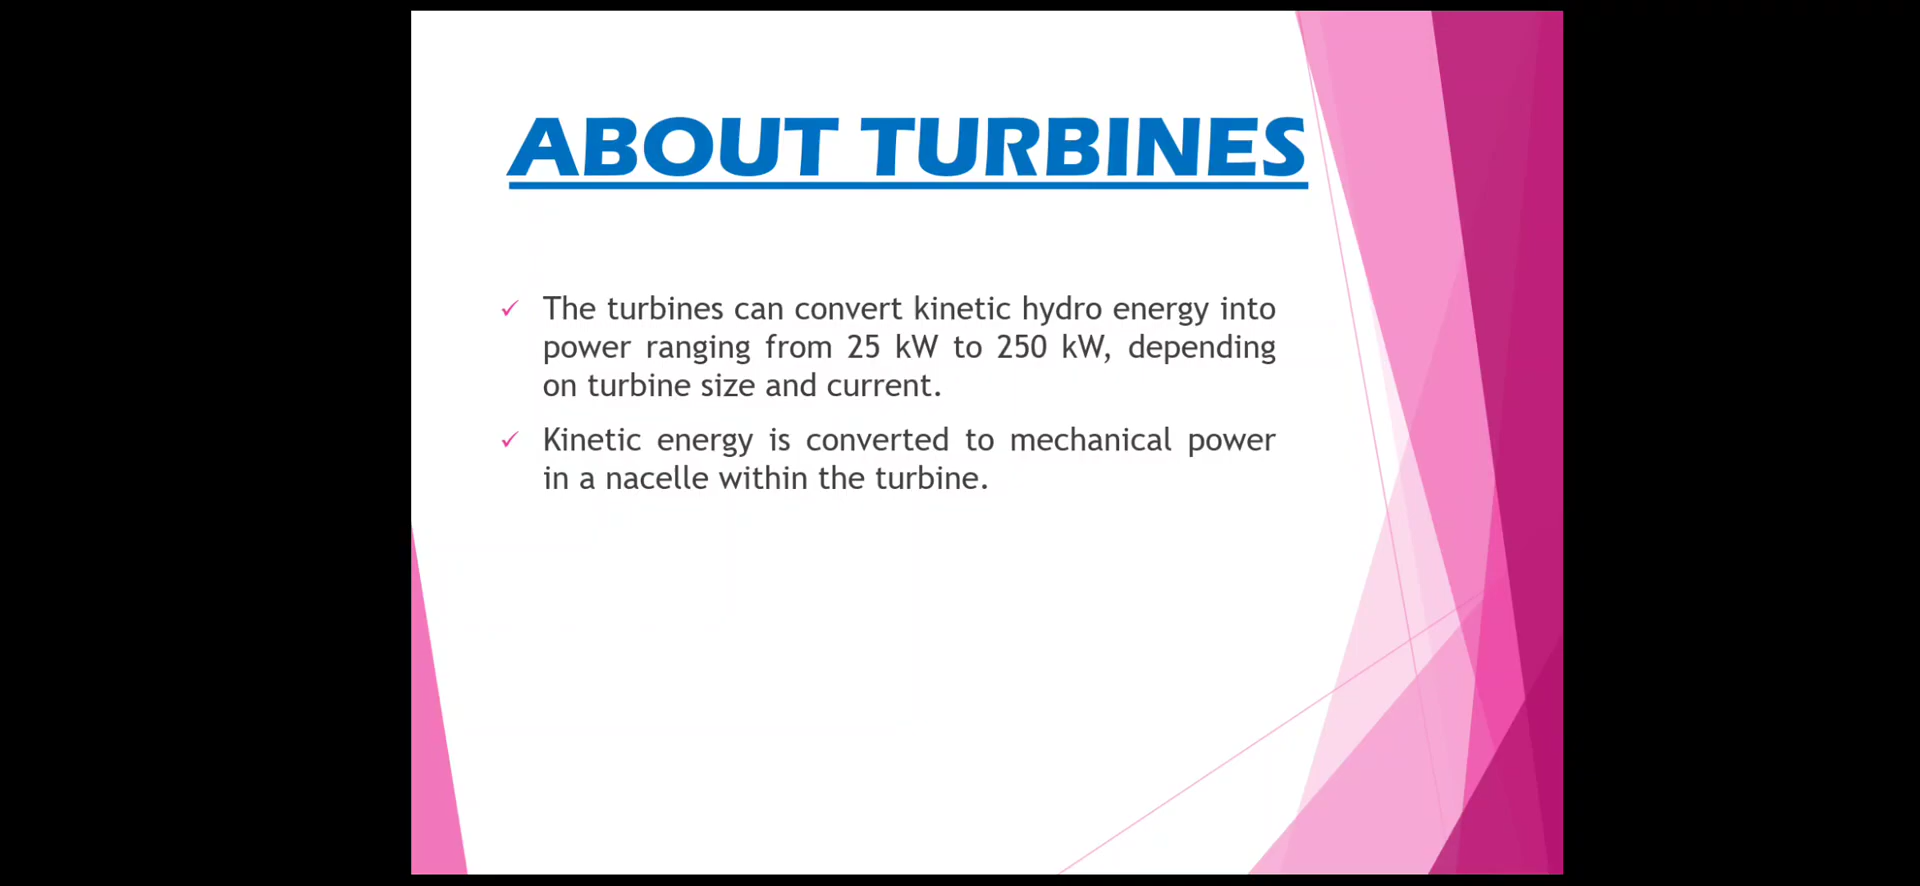 ABOUT TURBINES
✓ The turbines can convert kinetic hydro energy into
power ranging from 25 kW to 250 kW, depending
on turbine size and current.
✓ Kinetic energy is converted to mechanical power
in a nacelle within the turbine.